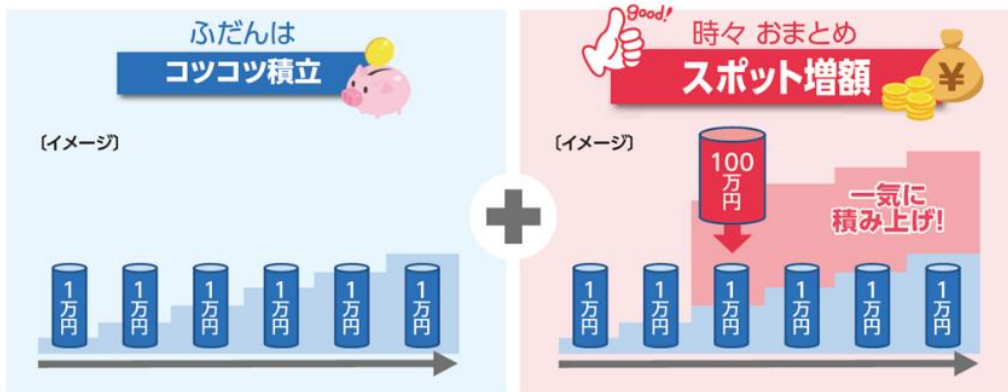 ふだんは
コツコツ積立
〔イメージ〕
1万円
1万円
1万円
1万円
1万円
1万円
good!
時々 おまとめ
スポット増額
¥
〔イメージ〕
100万円
一気に
積み上げ!
1万円
1万円
1万円
1万円
1万円
1万円